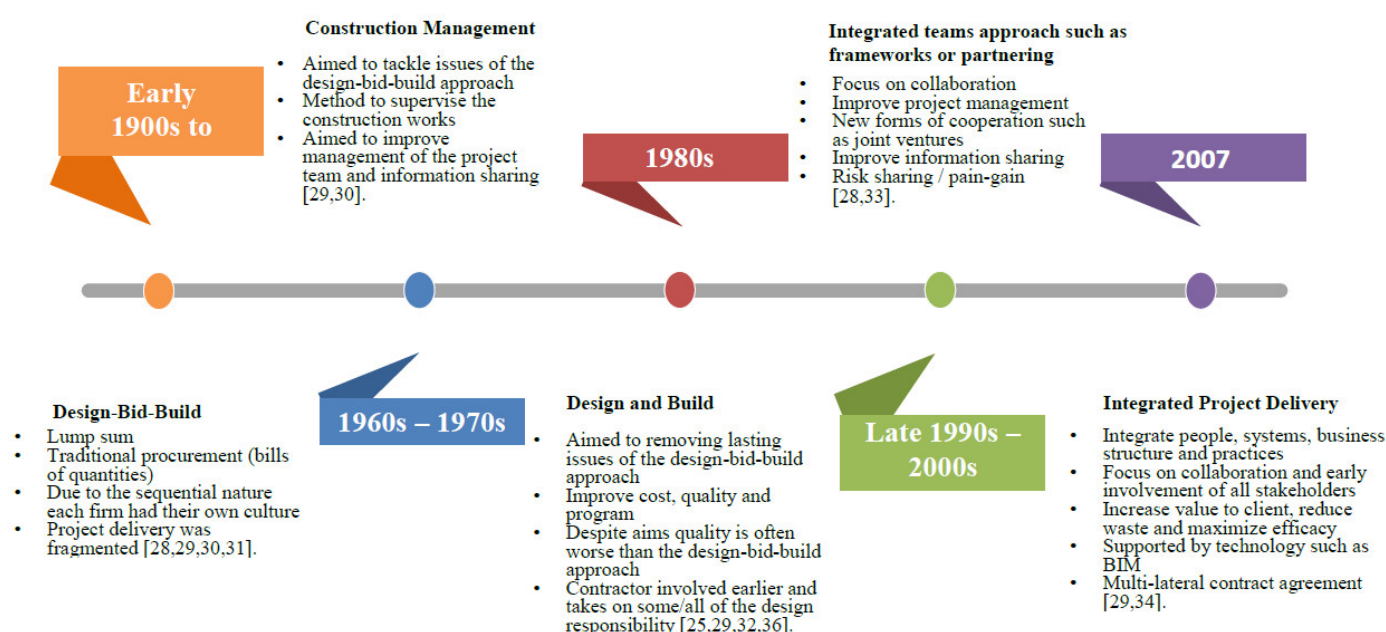 Early
1900s to
Construction Management
• Aimed to tackle issues of the
design-bid-build approach
• Method to supervise the
construction works
• Aimed to improve
management of the project
team and information sharing
[29,30].
1980s
Integrated teams approach such as
frameworks or partnering
• Focus on collaboration
• Improve project management
• New forms of cooperation such
as joint ventures
• Improve information sharing
• Risk sharing / pain-gain
[28,33].
2007
Design-Bid-Build
• Lump sum
• Traditional procurement (bills
of quantities)
• Due to the sequential nature
each firm had their own culture
• Project delivery was
fragmented [28,29,30,31].
1960s – 1970s
Design and Build
• Aimed to removing lasting
issues of the design-bid-build
approach
• Improve cost, quality and
program
• Despite aims quality is often
worse than the design-bid-build
approach
• Contractor involved earlier and
takes on some/all of the design
responsibility [25,29,32,36].
Late 1990s –
2000s
Integrated Project Delivery
• Integrate people, systems, business
structure and practices
• Focus on collaboration and early
involvement of all stakeholders
• Increase value to client, reduce
waste and maximize efficacy
• Supported by technology such as
BIM
• Multi-lateral contract agreement
[29,34].